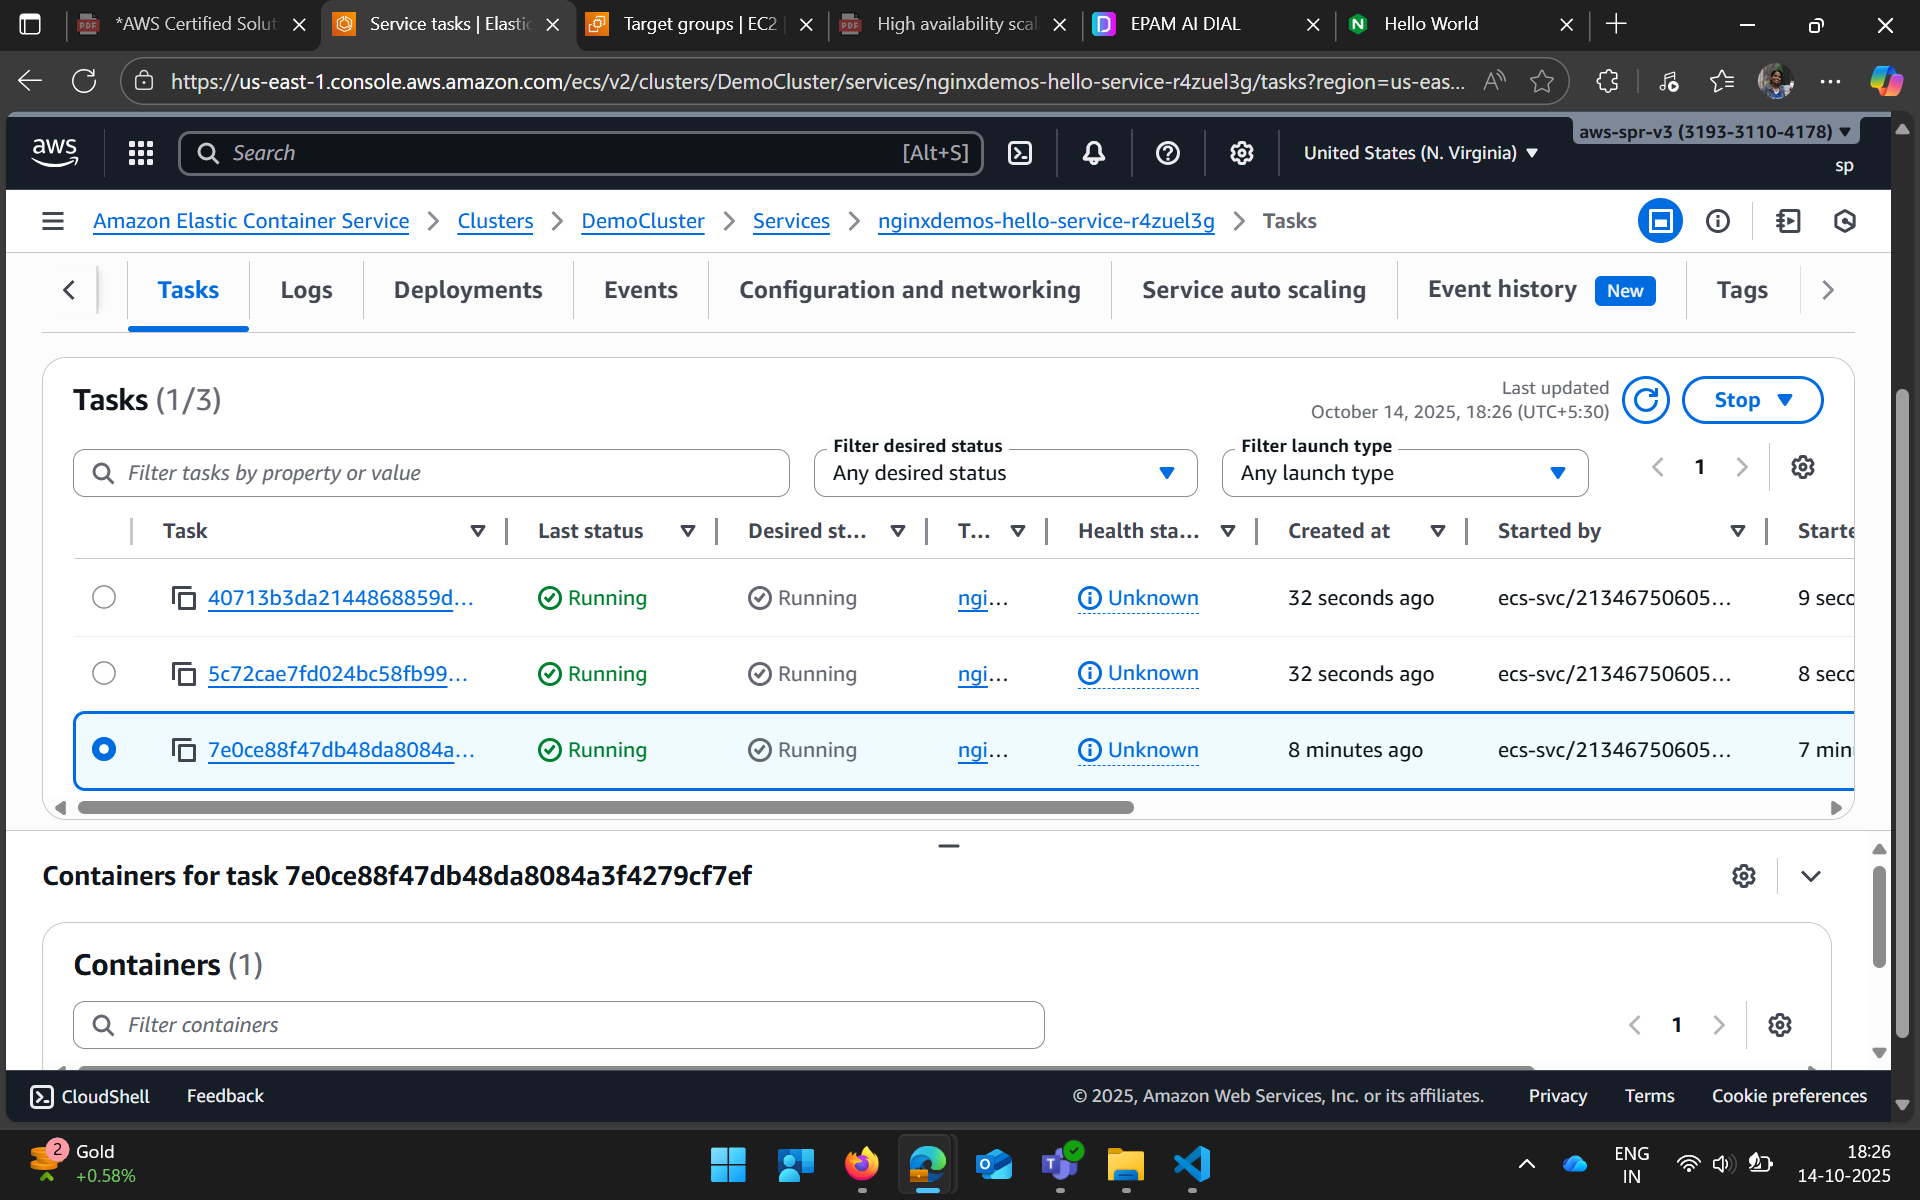 *AWS Certified Solut
Service tasks | Elastic
Target groups | EC2
High availability scal
EPAM AI DIAL
Hello World
https://us-east-1.console.aws.amazon.com/ecs/v2/clusters/DemoCluster/services/nginxdemos-hello-service-r4zuel3g/tasks?region=us-eas...
aws
Search
[Alt+S]
United States (N. Virginia)
aws-spr-v3 (3193-3110-4178)
sp
Amazon Elastic Container Service
Clusters
DemoCluster
Services
nginxdemos-hello-service-r4zuel3g
Tasks
Tasks
Logs
Deployments
Events
Configuration and networking
Service auto scaling
Event history
New
Tags
Tasks (1/3)
Last updated
October 14, 2025, 18:26 (UTC+5:30)
Stop
Filter tasks by property or value
Filter desired status
Any desired status
Filter launch type
Any launch type
1
Task
Last status
Desired st...
T...
Health sta...
Created at
Started by
Starte
40713b3da2144868859d... Running Running ngi... Unknown 32 seconds ago ecs-svc/21346750605... 9 seco
5c72cae7fd024bc58fb99... Running Running ngi... Unknown 32 seconds ago ecs-svc/21346750605... 8 seco
7e0ce88f47db48da8084a... Running Running ngi... Unknown 8 minutes ago ecs-svc/21346750605... 7 min
Containers for task 7e0ce88f47db48da8084a3f4279cf7ef
Containers (1)
Filter containers
1
CloudShell
Feedback
© 2025, Amazon Web Services, Inc. or its affiliates.
Privacy
Terms
Cookie preferences
2
Gold
+0.58%
ENG
IN
18:26
14-10-2025